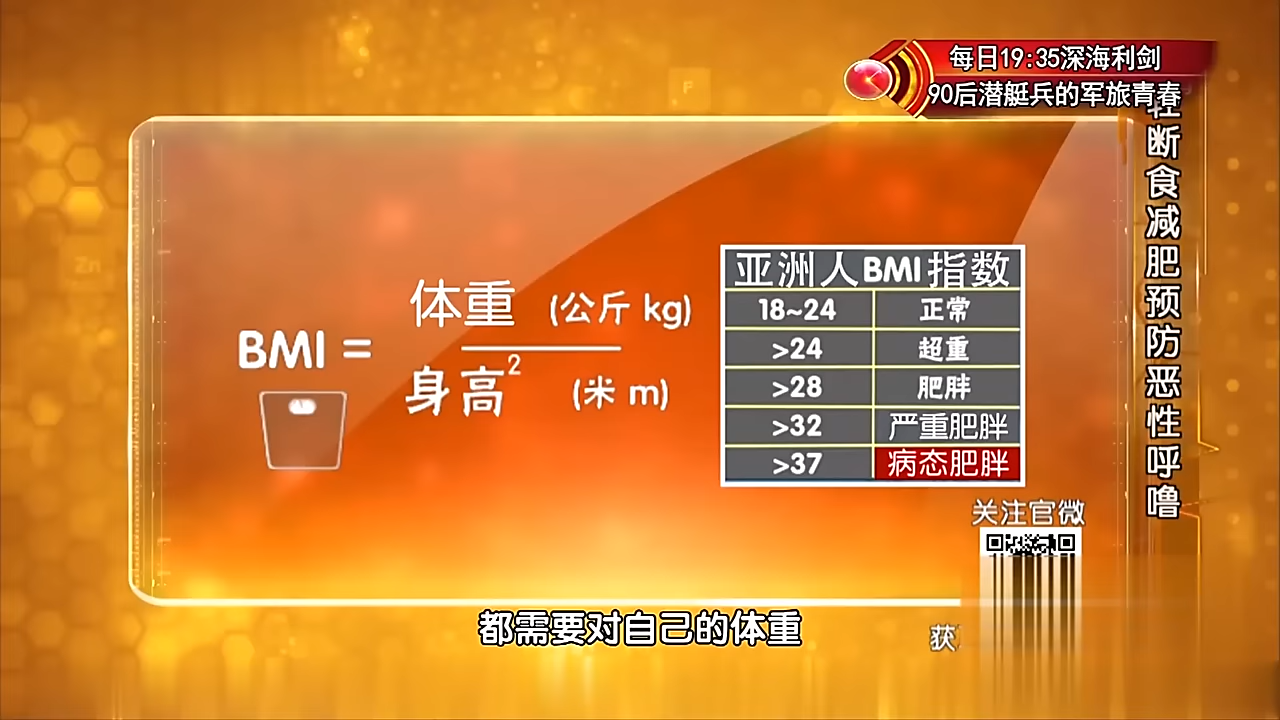 每日19:35深海利剑
90后潜艇兵的军旅青春
断食减肥预防恶性呼噜
BMI =
体重 (公斤 kg)
身高² (米 m)
亚洲人BMI指数
18~24 正常
>24 超重
>28 肥胖
>32 严重肥胖
>37 病态肥胖
关注官微
获
都需要对自己的体重